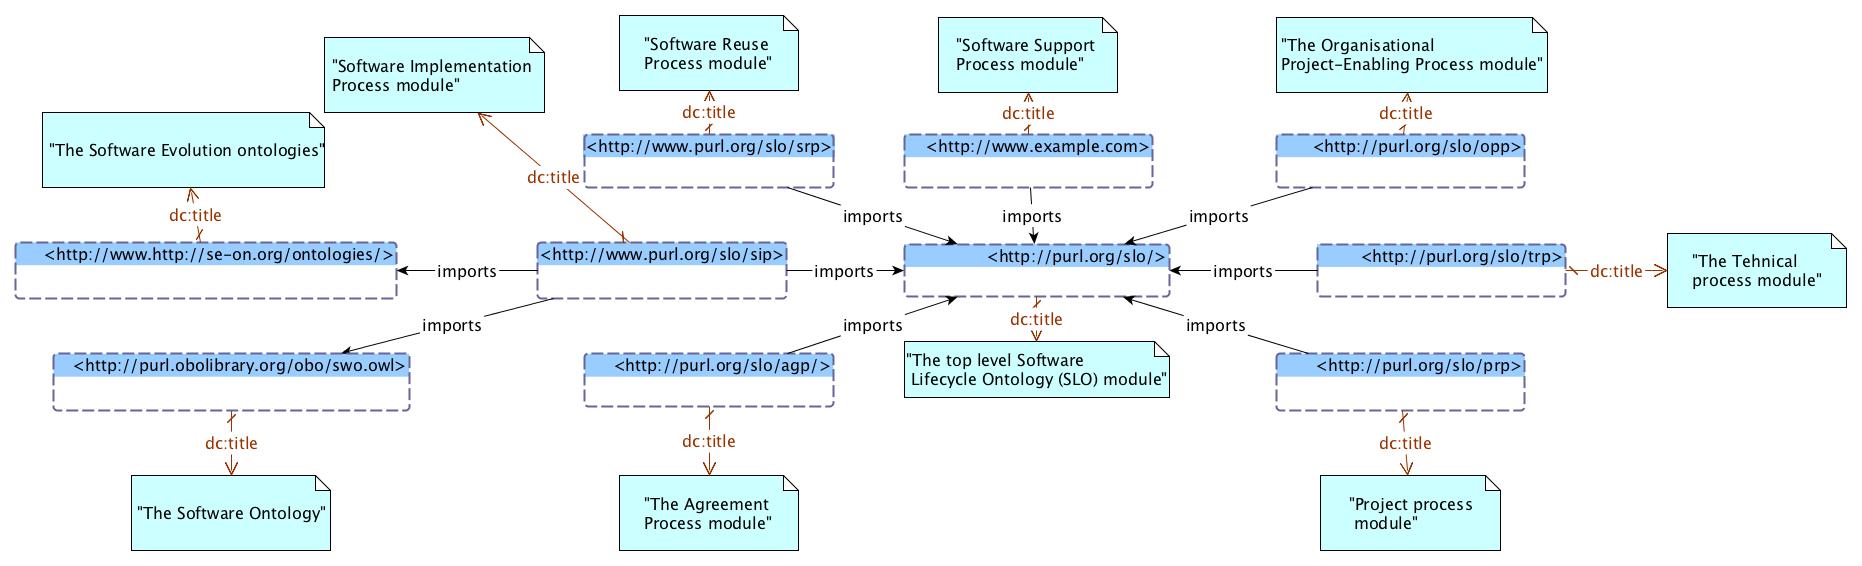 "Software Reuse
Process module"
"Software Support
Process module"
"The Organisational
Project-Enabling Process module"
"Software Implementation
Process module"
dc:title
dc:title
dc:title
"The Software Evolution ontologies"
<http://www.purl.org/slo/srp>
<http://www.example.com>
<http://purl.org/slo/opp>
dc:title
dc:title
imports
imports
imports
<http://www.http://se-on.org/ontologies/>
<http://www.purl.org/slo/sip>
<http://purl.org/slo/>
<http://purl.org/slo/trp>
imports
imports
imports
dc:title
"The Tehnical
process module"
imports
imports
dc:title
imports
<http://purl.obolibrary.org/obo/swo.owl>
<http://purl.org/slo/agp/>
"The top level Software
Lifecycle Ontology (SLO) module"
<http://purl.org/slo/prp>
dc:title
dc:title
dc:title
"The Software Ontology"
"The Agreement
Process module"
"Project process
module"